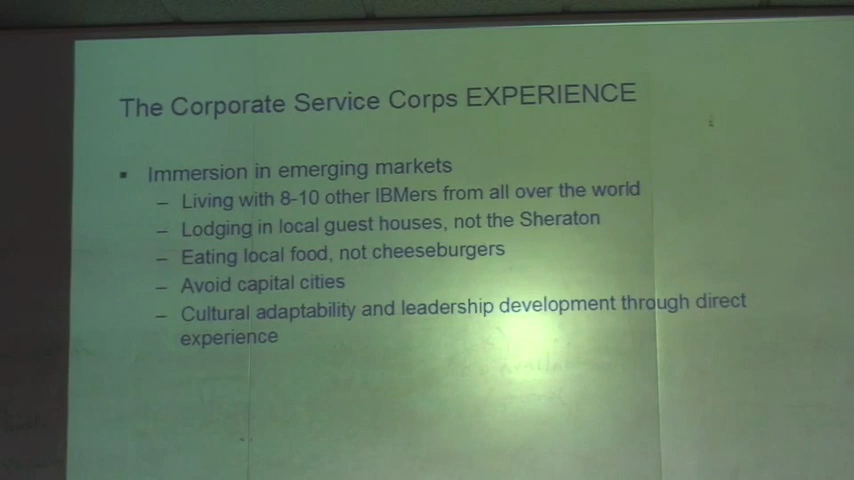 The Corporate Service Corps EXPERIENCE
▪ Immersion in emerging markets
– Living with 8-10 other IBMers from all over the world
– Lodging in local guest houses, not the Sheraton
– Eating local food, not cheeseburgers
– Avoid capital cities
– Cultural adaptability and leadership development through direct
experience